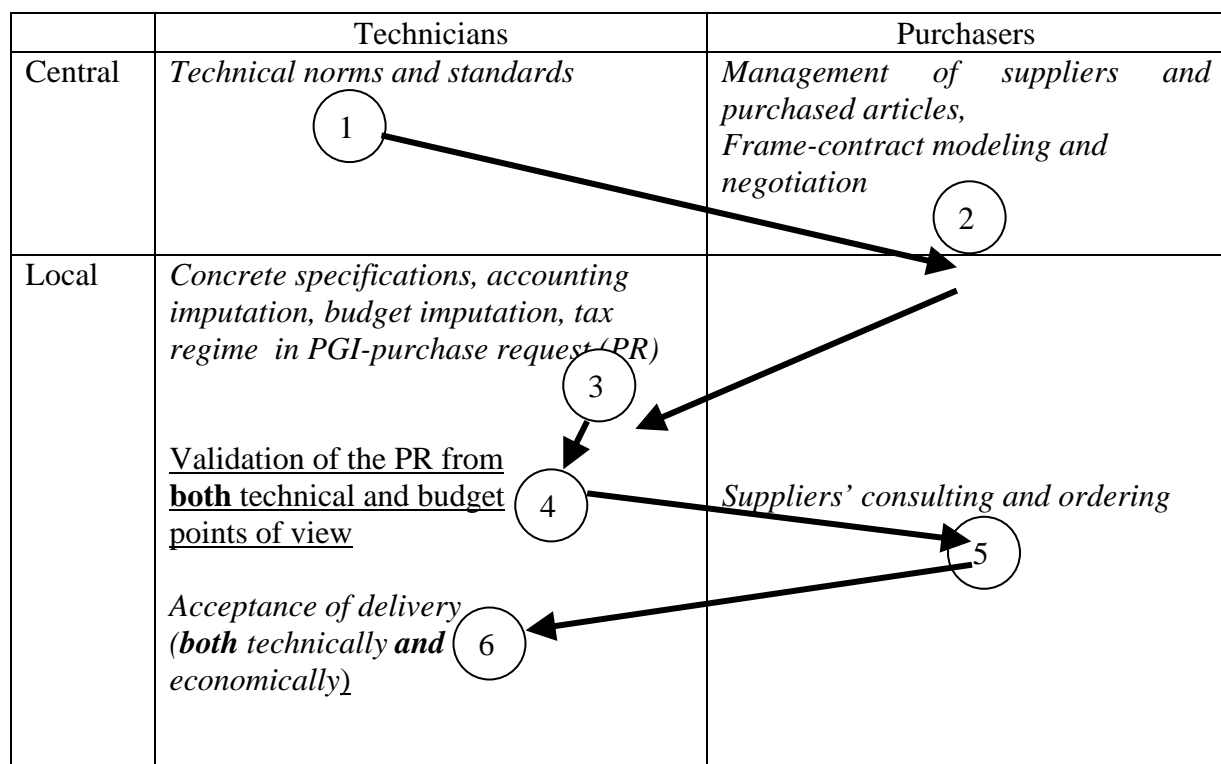 Technicians
Purchasers
Central
Technical norms and standards
1
Management of suppliers and
purchased articles,
Frame-contract modeling and
negotiation
2
Local
Concrete specifications, accounting
imputation, budget imputation, tax
regime in PGI-purchase request (PR)
3
Validation of the PR from
both technical and budget
points of view
4
Suppliers’ consulting and ordering
5
Acceptance of delivery
(both technically and
economically)
6